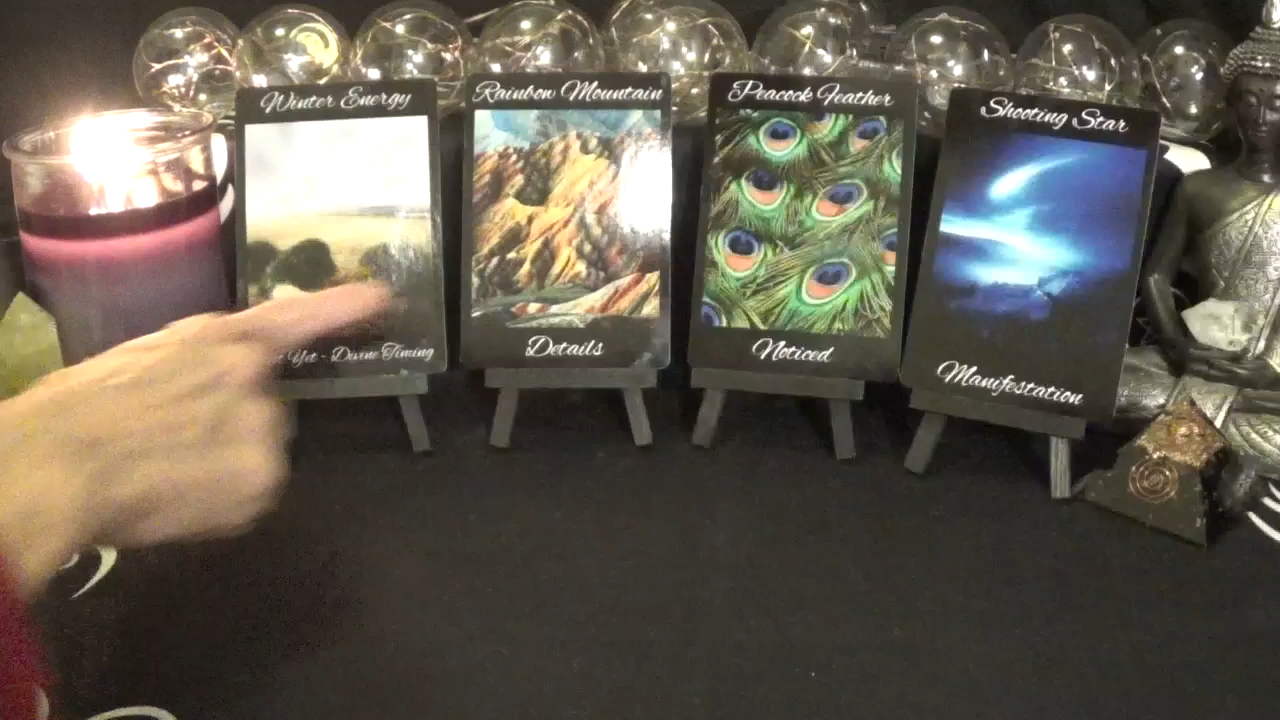 Winter Energy
Yet - Divine Timing
Rainbow Mountain
Details
Peacock Feather
Noticed
Shooting Star
Manifestation